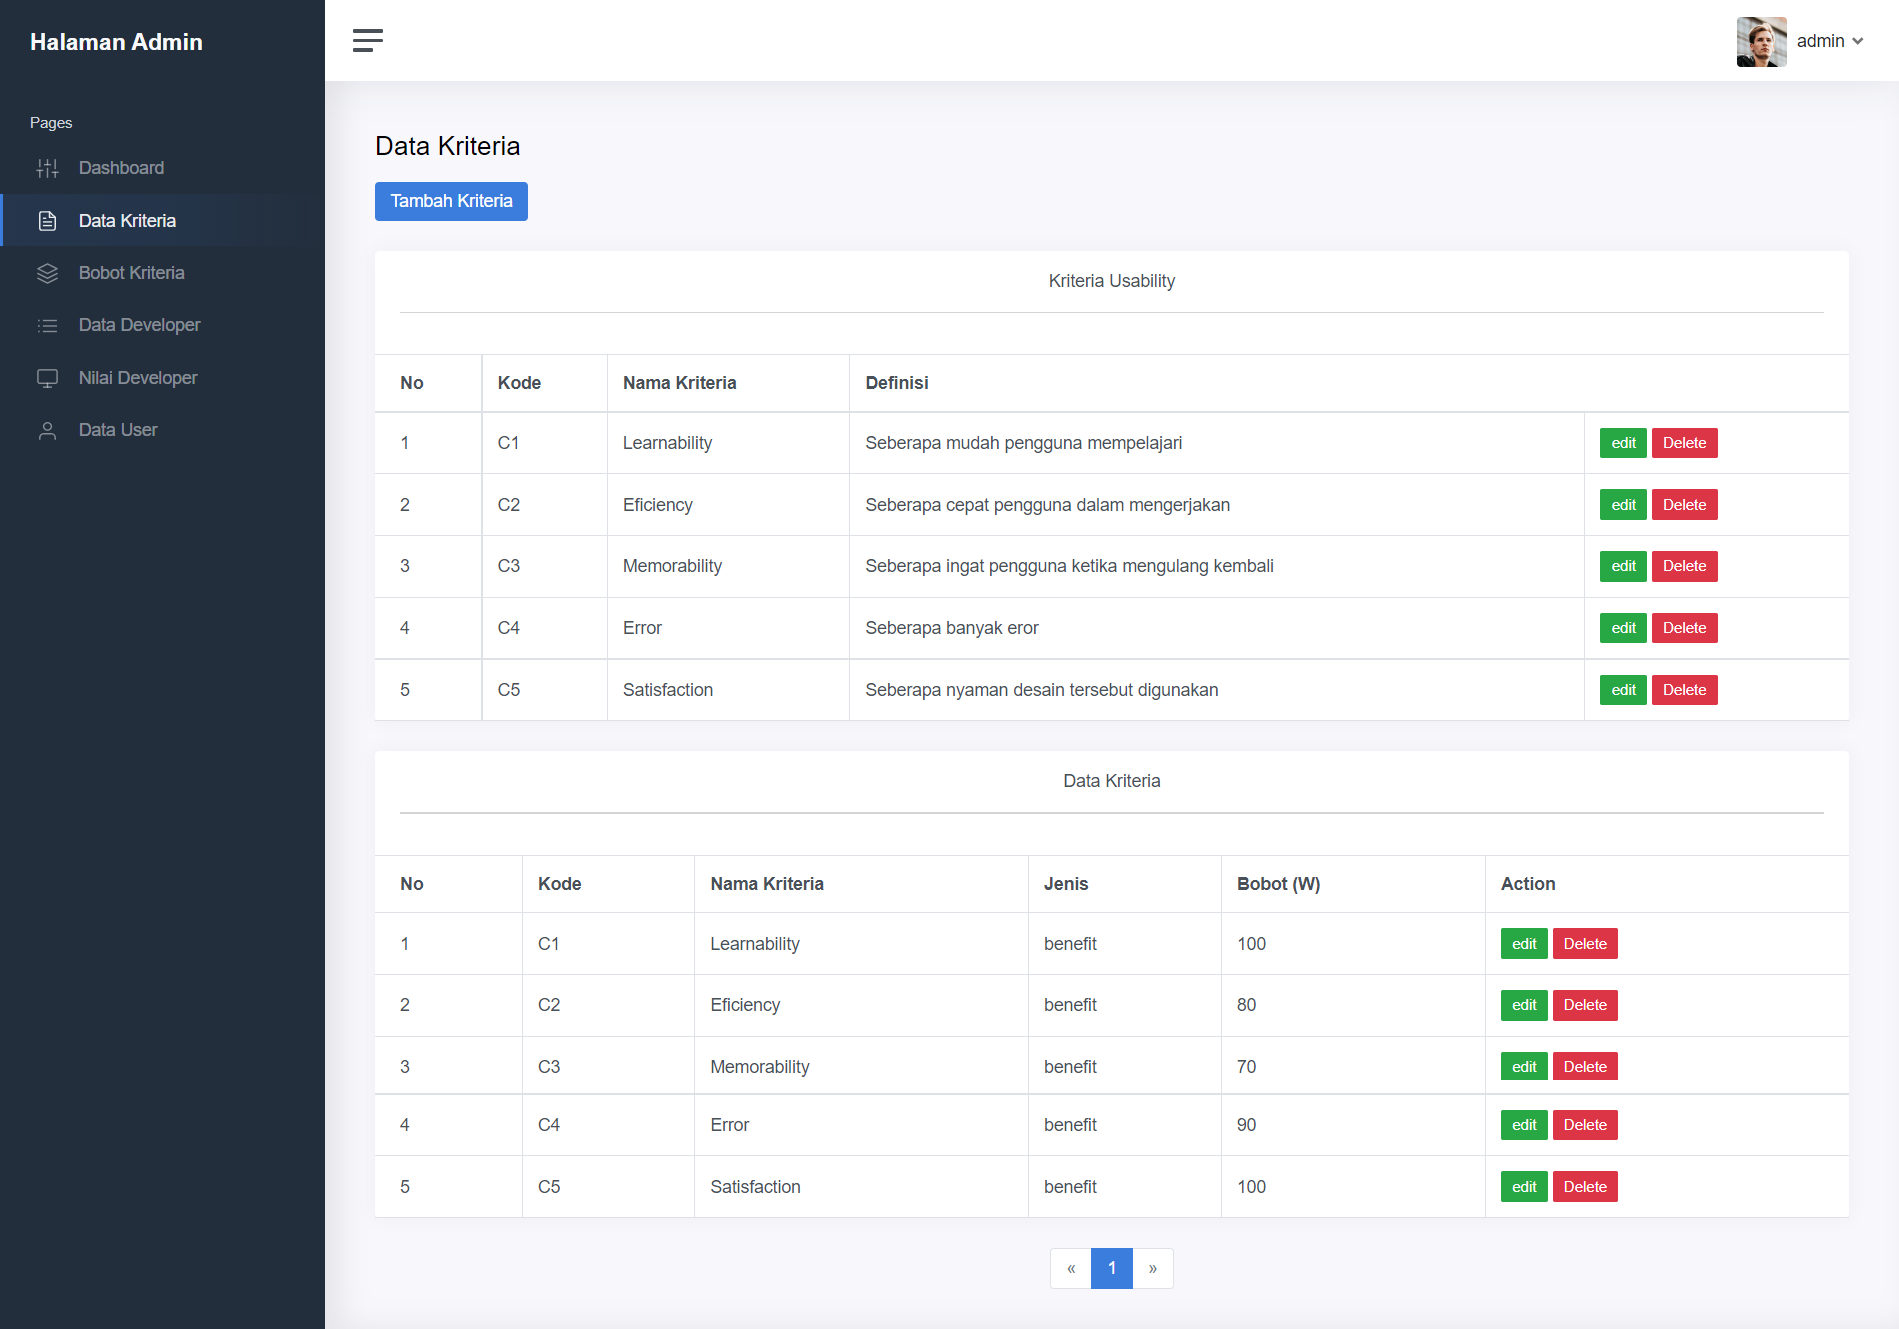 Halaman Admin
admin
Pages
Dashboard
Data Kriteria
Bobot Kriteria
Data Developer
Nilai Developer
Data User
Data Kriteria
Tambah Kriteria
Kriteria Usability
No Kode Nama Kriteria Definisi
1 C1 Learnability Seberapa mudah pengguna mempelajari edit Delete
2 C2 Eficiency Seberapa cepat pengguna dalam mengerjakan edit Delete
3 C3 Memorability Seberapa ingat pengguna ketika mengulang kembali edit Delete
4 C4 Error Seberapa banyak eror edit Delete
5 C5 Satisfaction Seberapa nyaman desain tersebut digunakan edit Delete
Data Kriteria
No Kode Nama Kriteria Jenis Bobot (W) Action
1 C1 Learnability benefit 100 edit Delete
2 C2 Eficiency benefit 80 edit Delete
3 C3 Memorability benefit 70 edit Delete
4 C4 Error benefit 90 edit Delete
5 C5 Satisfaction benefit 100 edit Delete
« 1 »